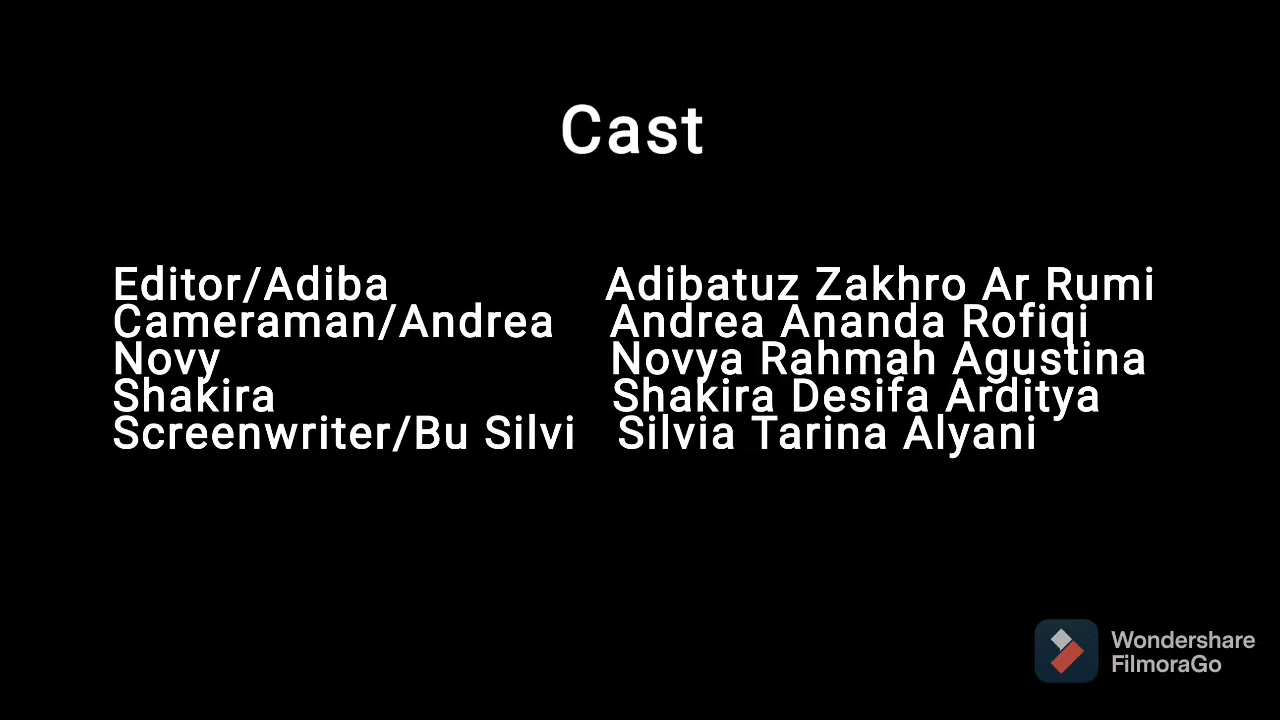 Cast
Editor/Adiba Adibatuz Zakhro Ar Rumi
Cameraman/Andrea Andrea Ananda Rofiqi
Novy Novya Rahmah Agustina
Shakira Shakira Desifa Arditya
Screenwriter/Bu Silvi Silvia Tarina Alyani
Wondershare
FilmoraGo